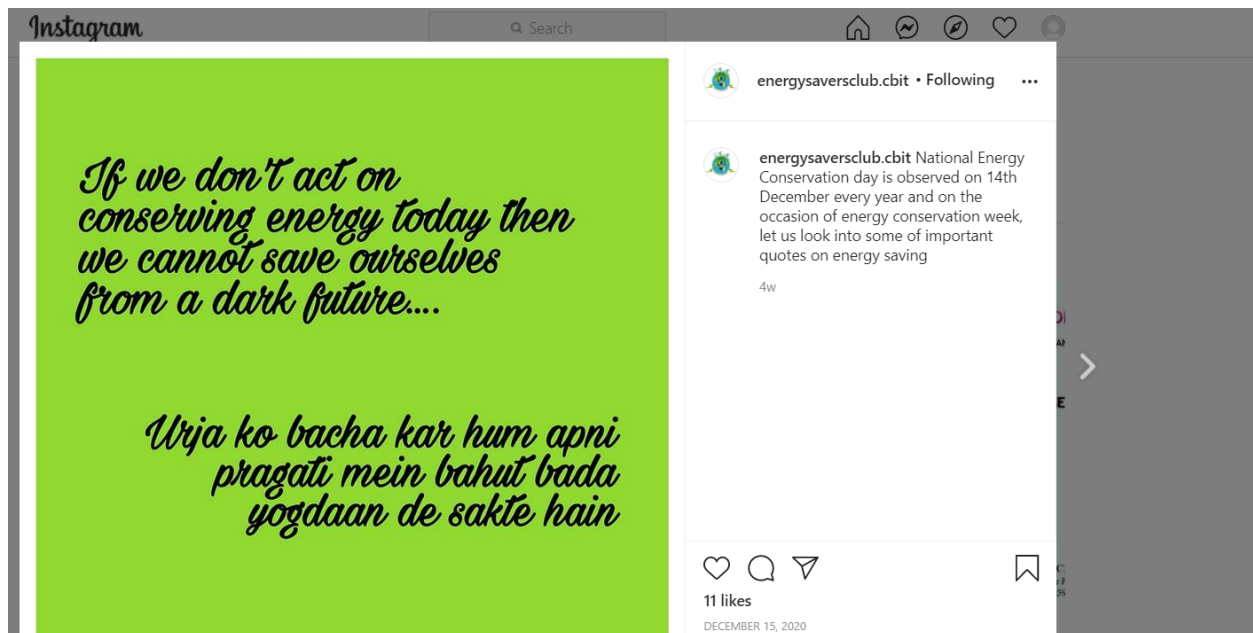 Instagram
Search
If we don't act on
conserving energy today then
we cannot save ourselves
from a dark future....
Urja ko bacha kar hum apni
pragati mein bahut bada
yogdaan de sakte hain
energysaversclub.cbit • Following
energysaversclub.cbit National Energy
Conservation day is observed on 14th
December every year and on the
occasion of energy conservation week,
let us look into some of important
quotes on energy saving
4w
11 likes
DECEMBER 15, 2020